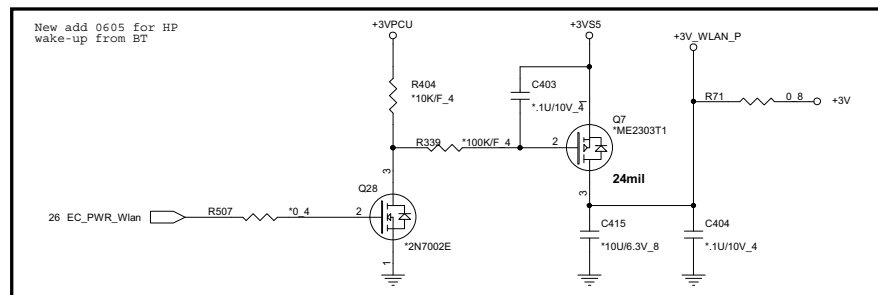 New add 0605 for HP
wake-up from BT
+3VPCU
+3VS5
+3V_WLAN_P
R404
*10K/F_4
C403
*.1U/10V_4
R71
0_8
+3V
1
Q7
*ME2303T1
R339
*100K/F_4
2
24mil
3
3
Q28
26 EC_PWR_Wlan
R507
*0_4
2
*2N7002E
1
C415
*10U/6.3V_8
C404
*.1U/10V_4